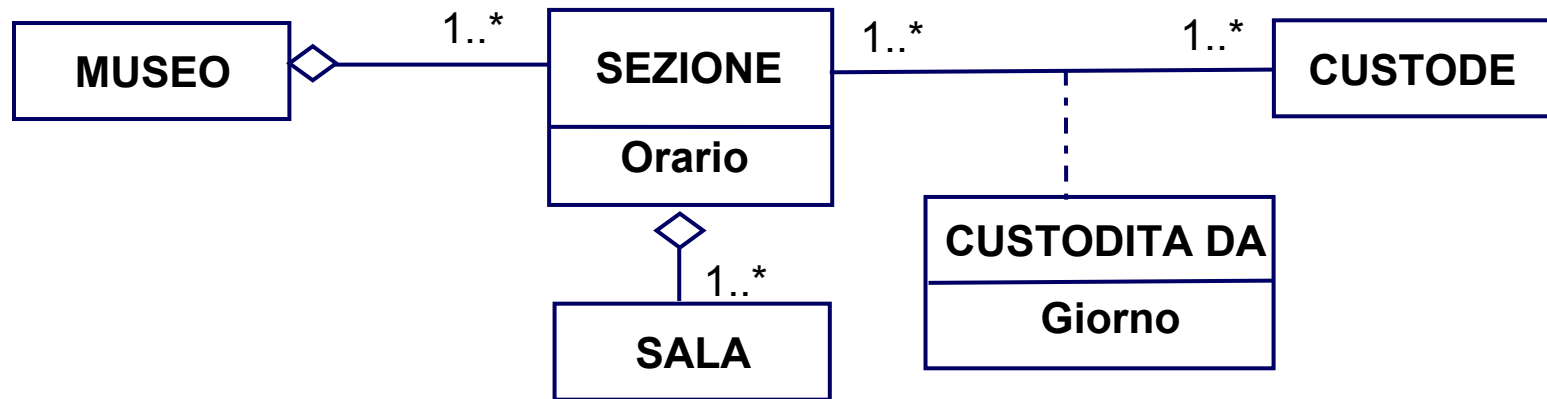 MUSEO
1..*
SEZIONE
Orario
1..*
1..*
CUSTODE
1..*
SALA
CUSTODITA DA
Giorno